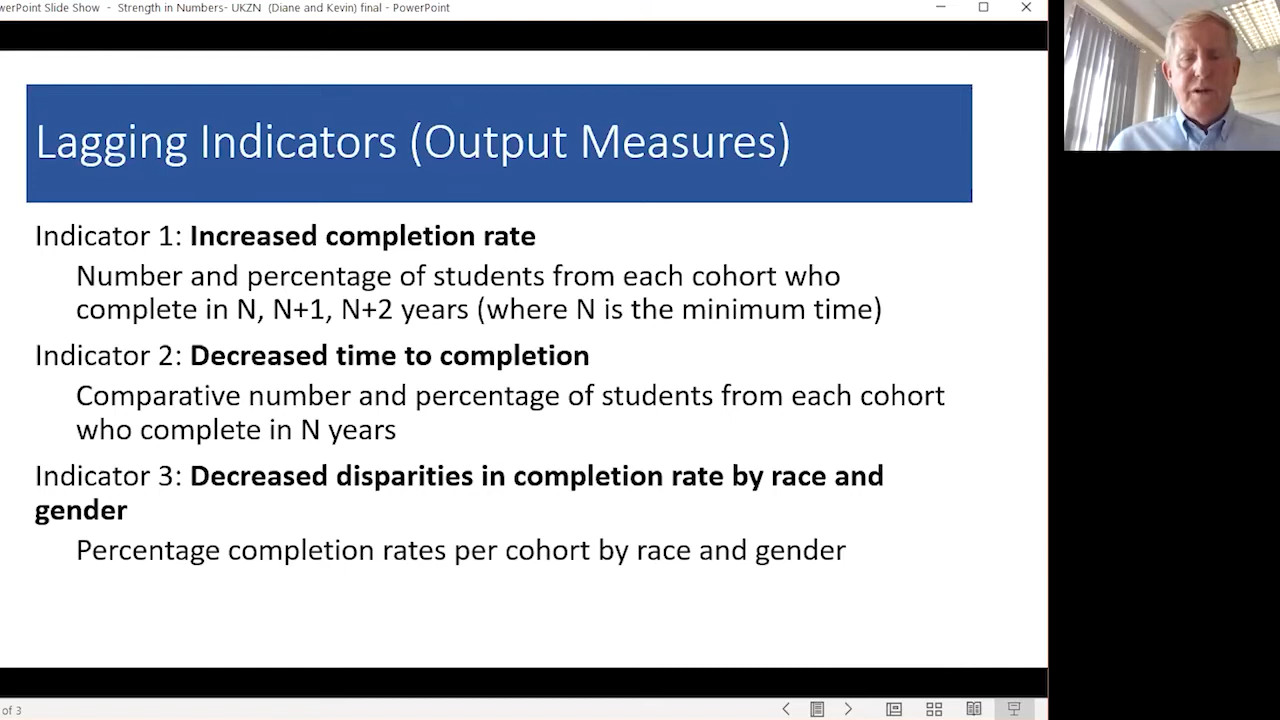 werPoint Slide Show - Strength in Numbers- UKZN (Diane and Kevin) final - PowerPoint
Lagging Indicators (Output Measures)
Indicator 1: Increased completion rate
Number and percentage of students from each cohort who
complete in N, N+1, N+2 years (where N is the minimum time)
Indicator 2: Decreased time to completion
Comparative number and percentage of students from each cohort
who complete in N years
Indicator 3: Decreased disparities in completion rate by race and
gender
Percentage completion rates per cohort by race and gender
of 3